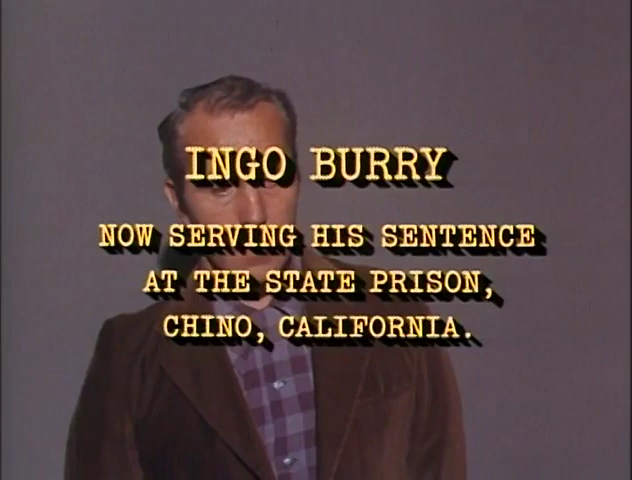 INGO BURRY
NOW SERVING HIS SENTENCE
AT THE STATE PRISON,
CHINO, CALIFORNIA.